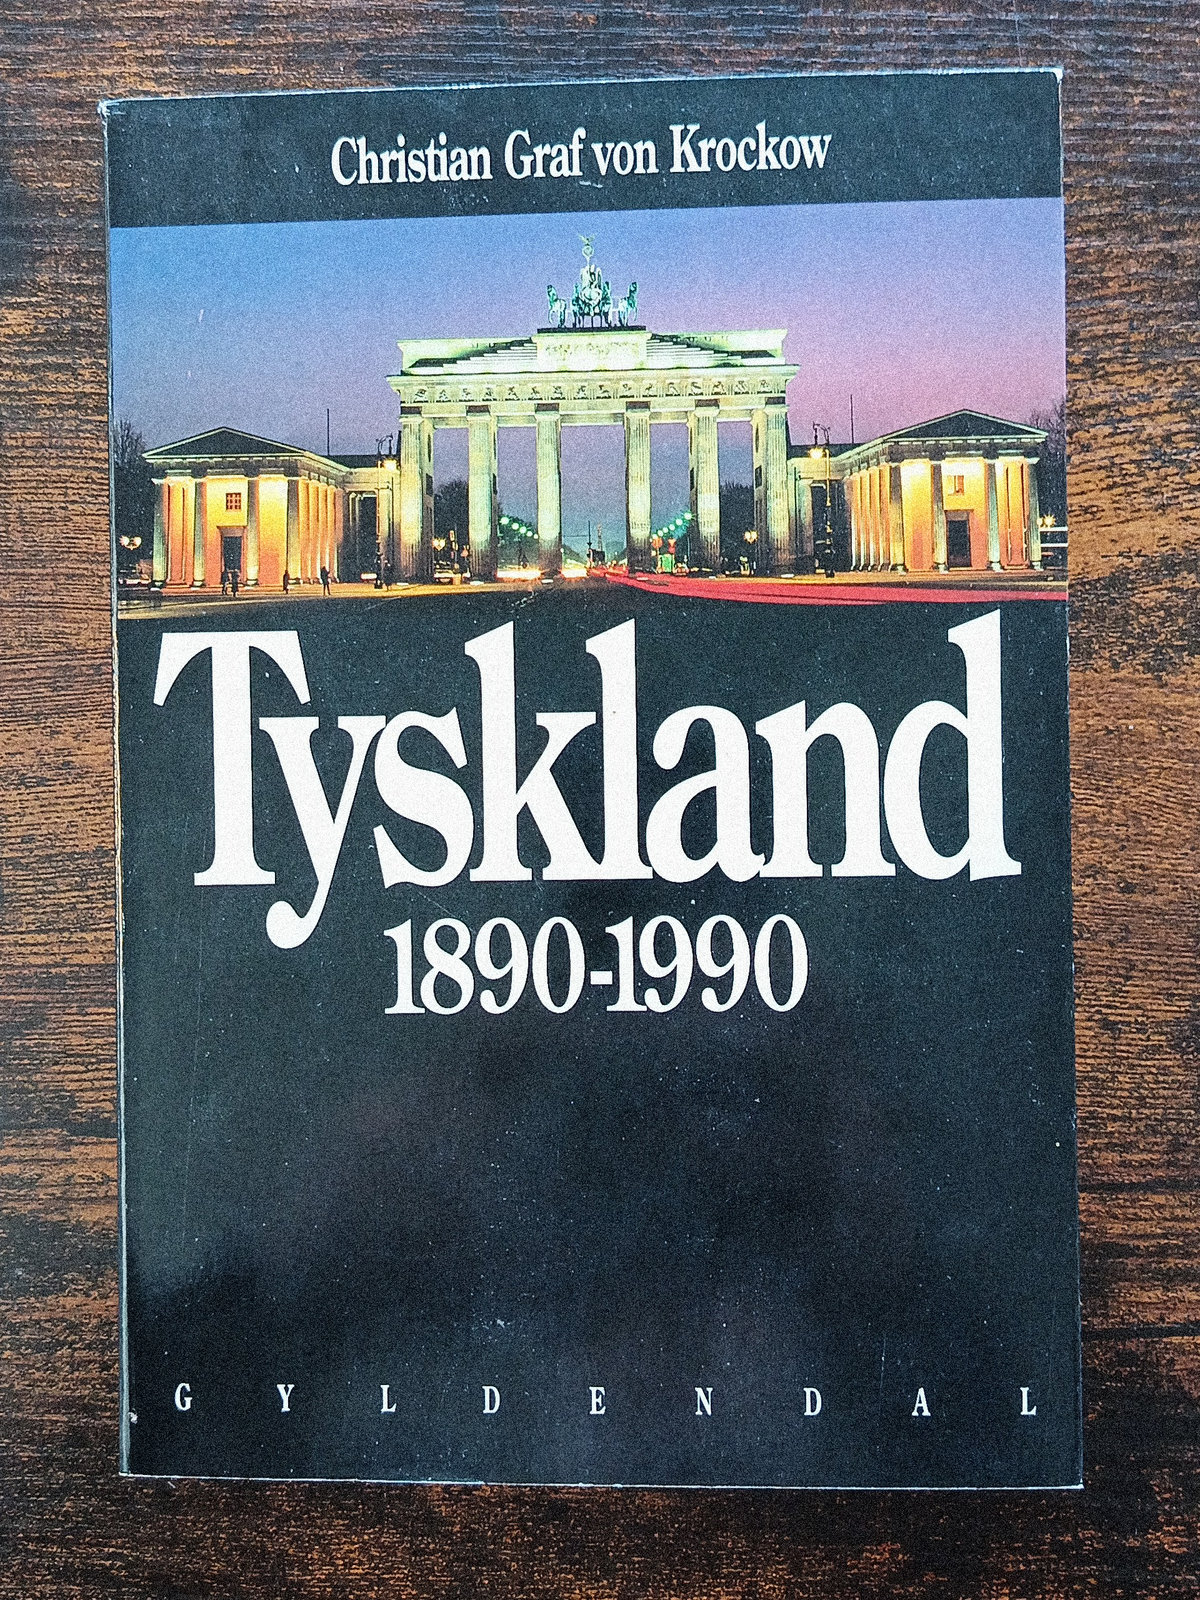 Christian Graf von Krockow
Tyskland
1890-1990
GYLDENDAL